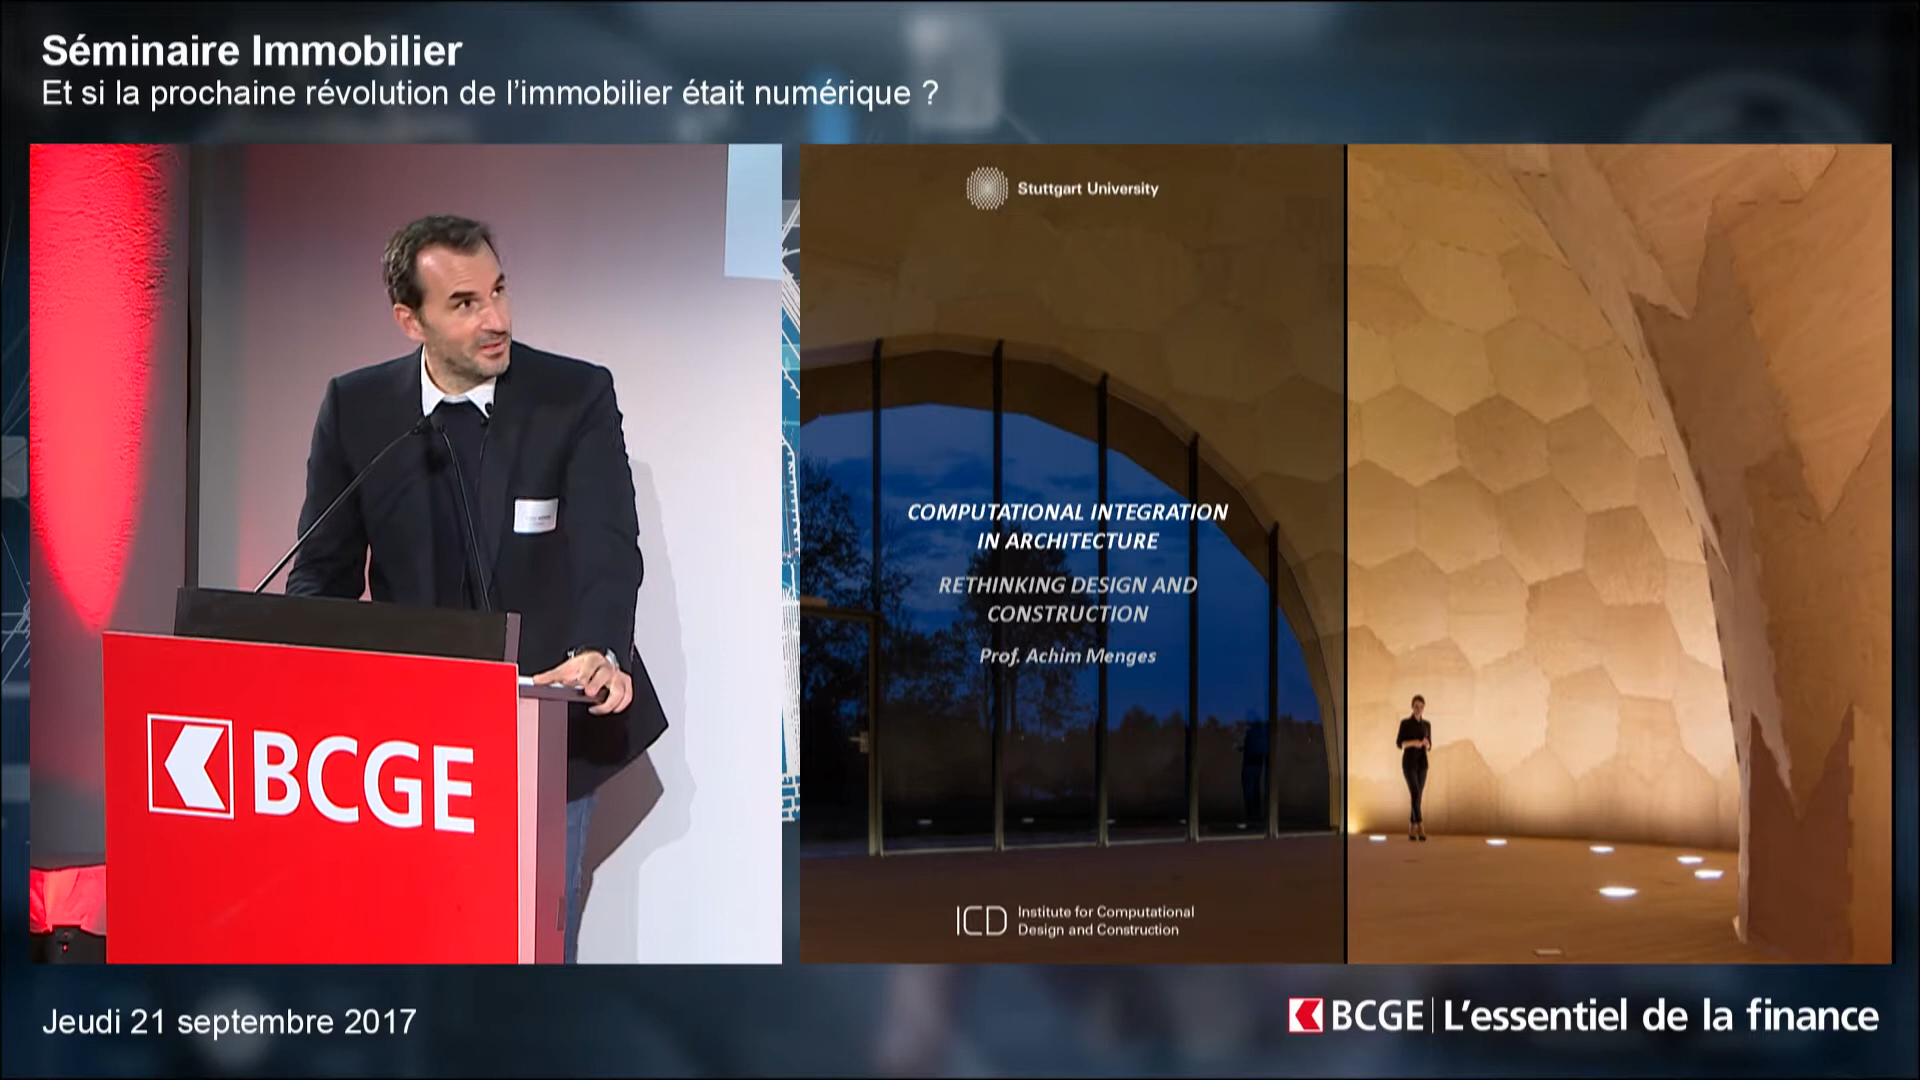 Séminaire Immobilier
Et si la prochaine révolution de l’immobilier était numérique ?
Stuttgart University
COMPUTATIONAL INTEGRATION
IN ARCHITECTURE
RETHINKING DESIGN AND
CONSTRUCTION
Prof. Achim Menges
ICD
Institute for Computational
Design and Construction
BCGE
Jeudi 21 septembre 2017
BCGE
L’essentiel de la finance